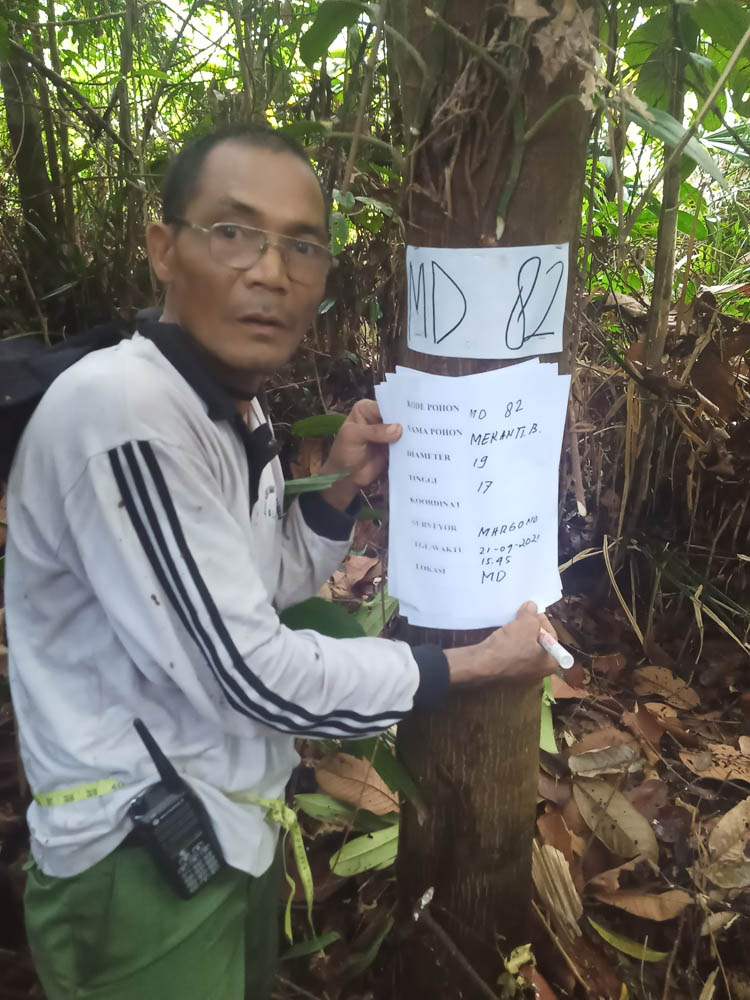 MD 82
KODE POHON MD 82
NAMA POHON MERANTI.B.
DIAMETER 19
TINGGI 17
KOORDINAT
SURVEYOR MARGONO
TGL/WAKTU 21-09-2021
15.45
LOKASI MD